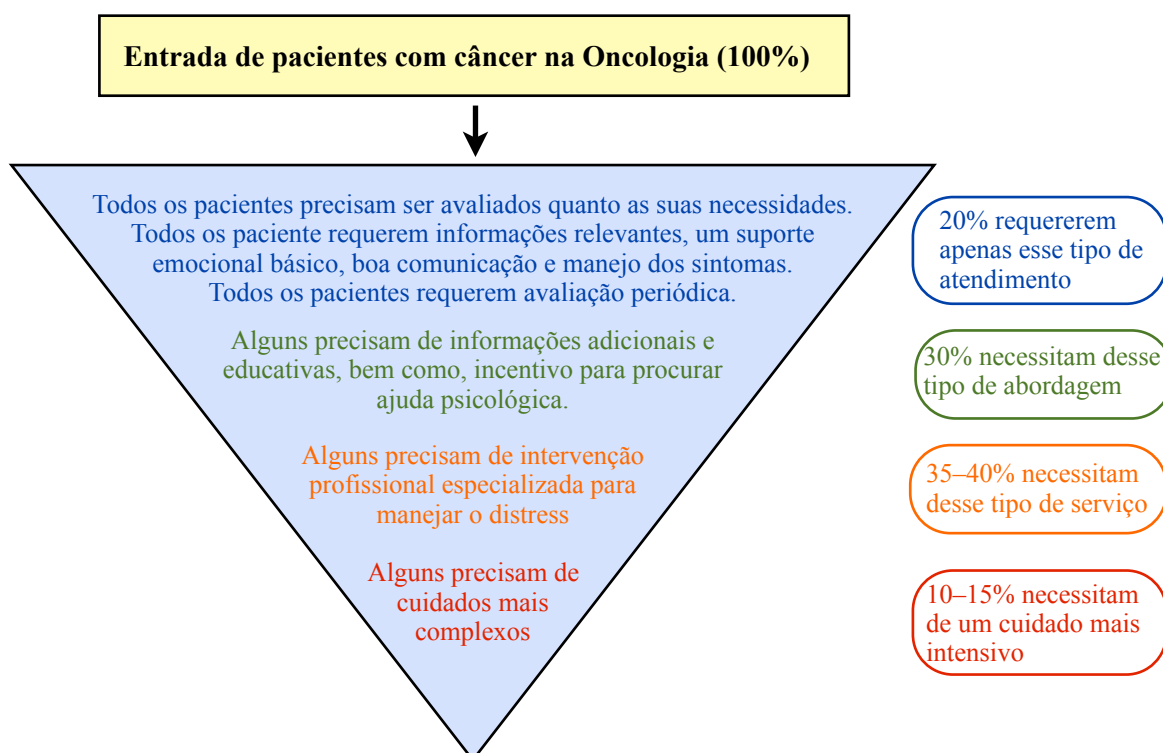 Entrada de pacientes com câncer na Oncologia (100%)
Todos os pacientes precisam ser avaliados quanto as suas necessidades.
Todos os paciente requerem informações relevantes, um suporte
emocional básico, boa comunicação e manejo dos sintomas.
Todos os pacientes requerem avaliação periódica.
20% requererem
apenas esse tipo de
atendimento
Alguns precisam de informações adicionais e
educativas, bem como, incentivo para procurar
ajuda psicológica.
30% necessitam desse
tipo de abordagem
Alguns precisam de intervenção
profissional especializada para
manejar o distress
35–40% necessitam
desse tipo de serviço
Alguns precisam de
cuidados mais
complexos
10–15% necessitam
de um cuidado mais
intensivo